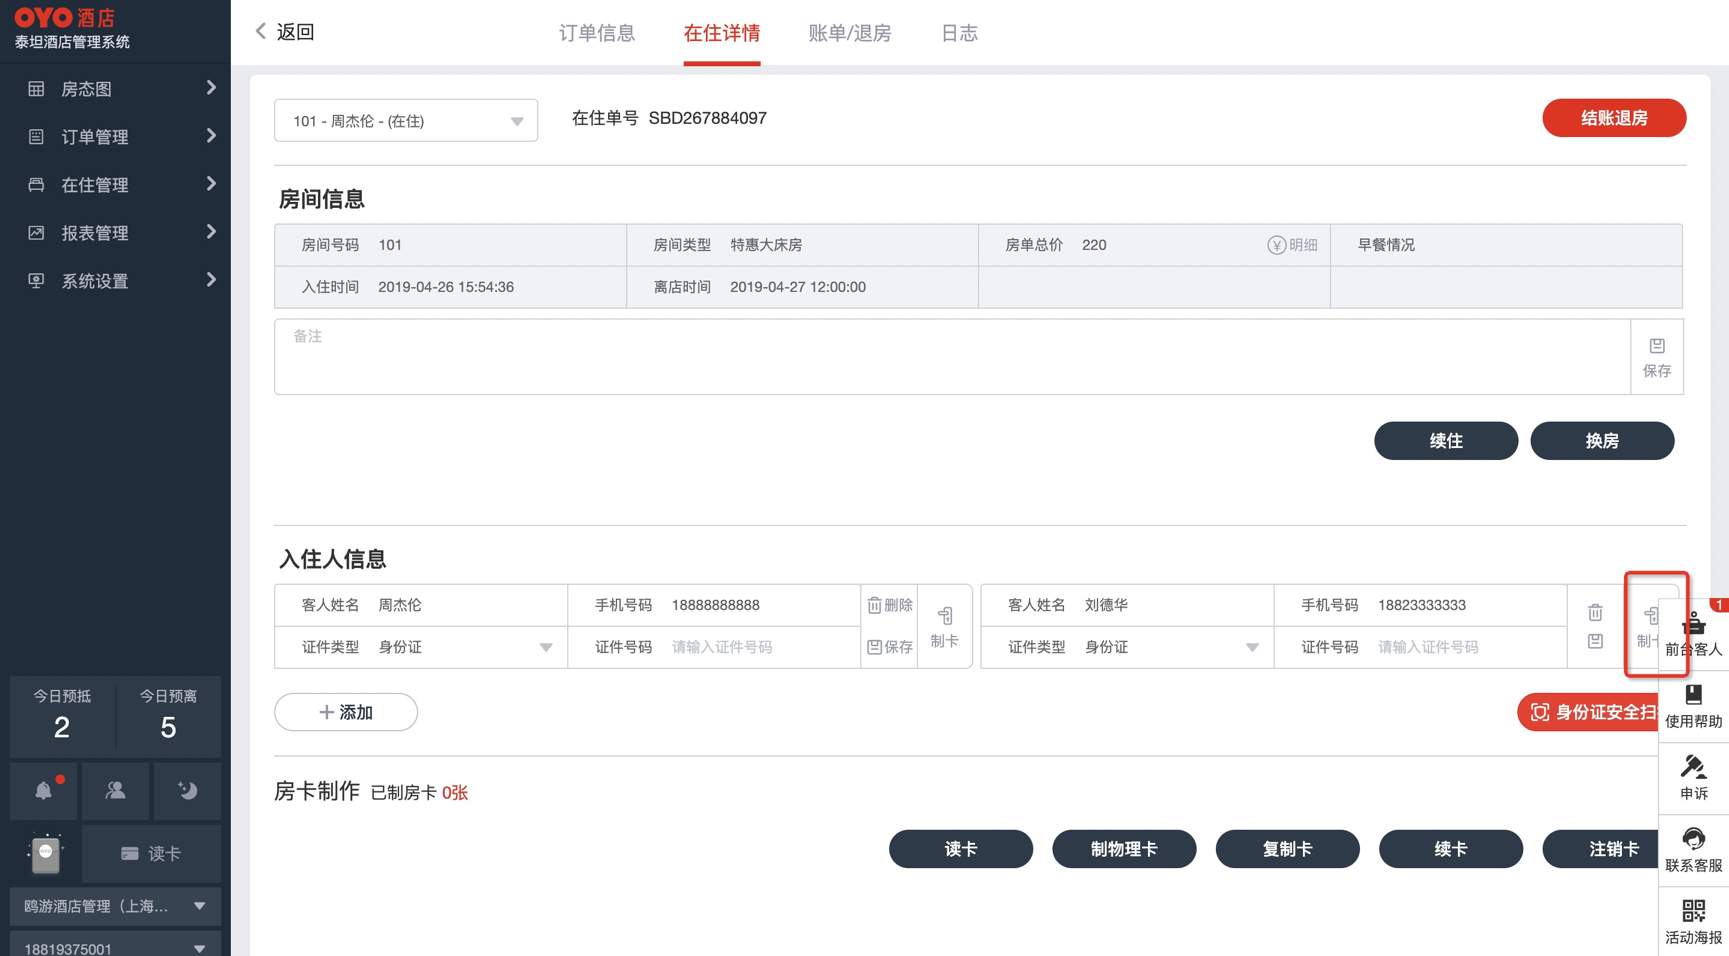 OYO 酒店
泰坦酒店管理系统
房态图
订单管理
在住管理
报表管理
系统设置
今日预抵
2
今日预离
5
读卡
鸥游酒店管理（上海...
18819375001
返回
订单信息
在住详情
账单/退房
日志
101 - 周杰伦 - (在住)
在住单号 SBD267884097
结账退房
房间信息
房间号码 101
房间类型 特惠大床房
房单总价 220
明细
早餐情况
入住时间 2019-04-26 15:54:36
离店时间 2019-04-27 12:00:00
备注
保存
续住
换房
入住人信息
客人姓名 周杰伦
手机号码 18888888888
删除
证件类型 身份证
证件号码 请输入证件号码
保存
制卡
客人姓名 刘德华
手机号码 18823333333
证件类型 身份证
证件号码 请输入证件号码
制
添加
身份证安全扫
房卡制作 已制房卡 0张
读卡
制物理卡
复制卡
续卡
注销卡
1
前台客人
使用帮助
申诉
联系客服
活动海报